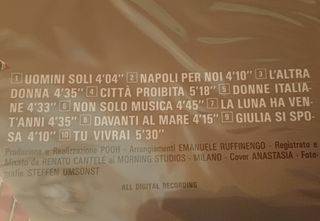 1 UOMINI SOLI 4'04" 2 NAPOLI PER NOI 4'10" 3 L'ALTRA
DONNA 4'35" 4 CITTÀ PROIBITA 5'18" 5 DONNE ITALIA-
NE 4'33" 6 NON SOLO MUSICA 4'45" 7 LA LUNA HA VEN-
T'ANNI 4'35" 8 DAVANTI AL MARE 4'15" 9 GIULIA SI SPO-
SA 4'10" 10 TU VIVRAI 5'30"
Produzione e Realizzazione POOH - Arrangiamenti EMANUELE RUFFINENGO - Registrato e
Mixato da RENATO CANTELE ai MORNING STUDIOS - MILANO - Cover ANASTASIA - Foto-
grafie STEFFEN UMSONST
ALL DIGITAL RECORDING